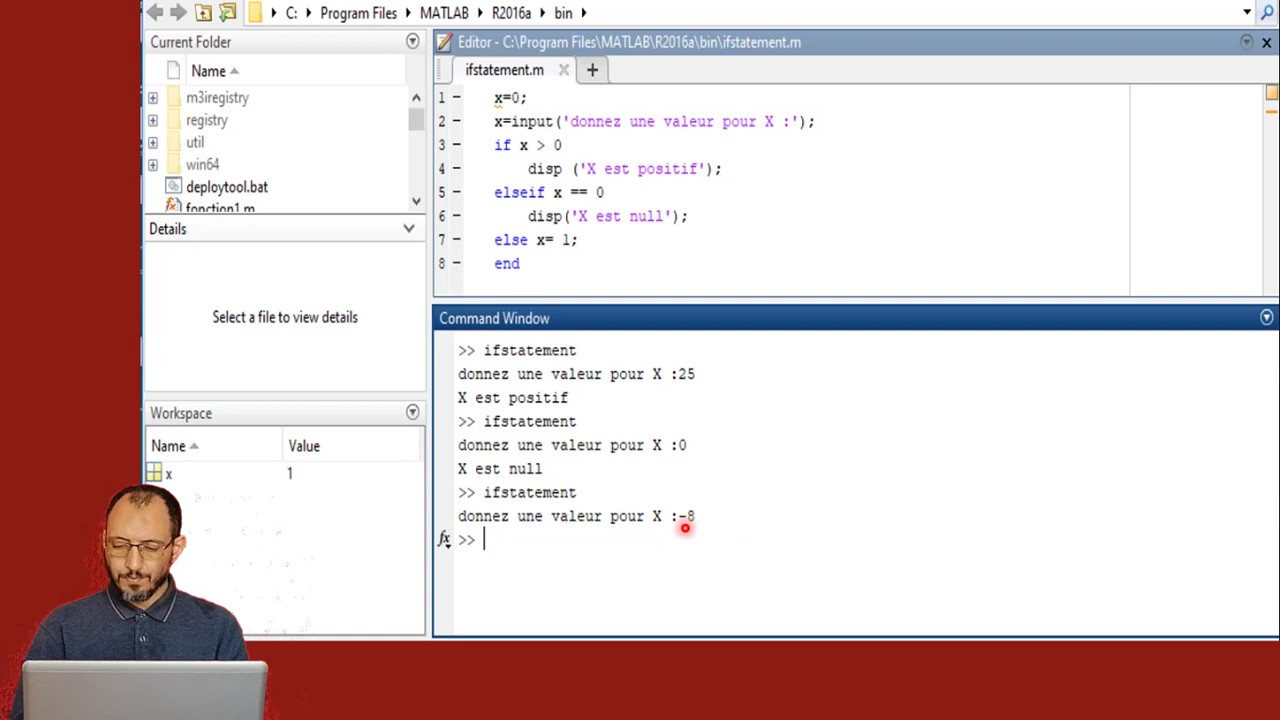 C: Program Files MATLAB R2016a bin
Current Folder
Name
m3iregistry
registry
util
win64
deploytool.bat
fonction1.m
Details
Select a file to view details
Workspace
Name Value
x 1
Editor - C:\Program Files\MATLAB\R2016a\bin\ifstatement.m
ifstatement.m
1 x=0;
2 x=input('donnez une valeur pour X :');
3 if x > 0
4 disp ('X est positif');
5 elseif x == 0
6 disp('X est null');
7 else x= 1;
8 end
Command Window
>> ifstatement
donnez une valeur pour X :25
X est positif
>> ifstatement
donnez une valeur pour X :0
X est null
>> ifstatement
donnez une valeur pour X :-8
fx >>